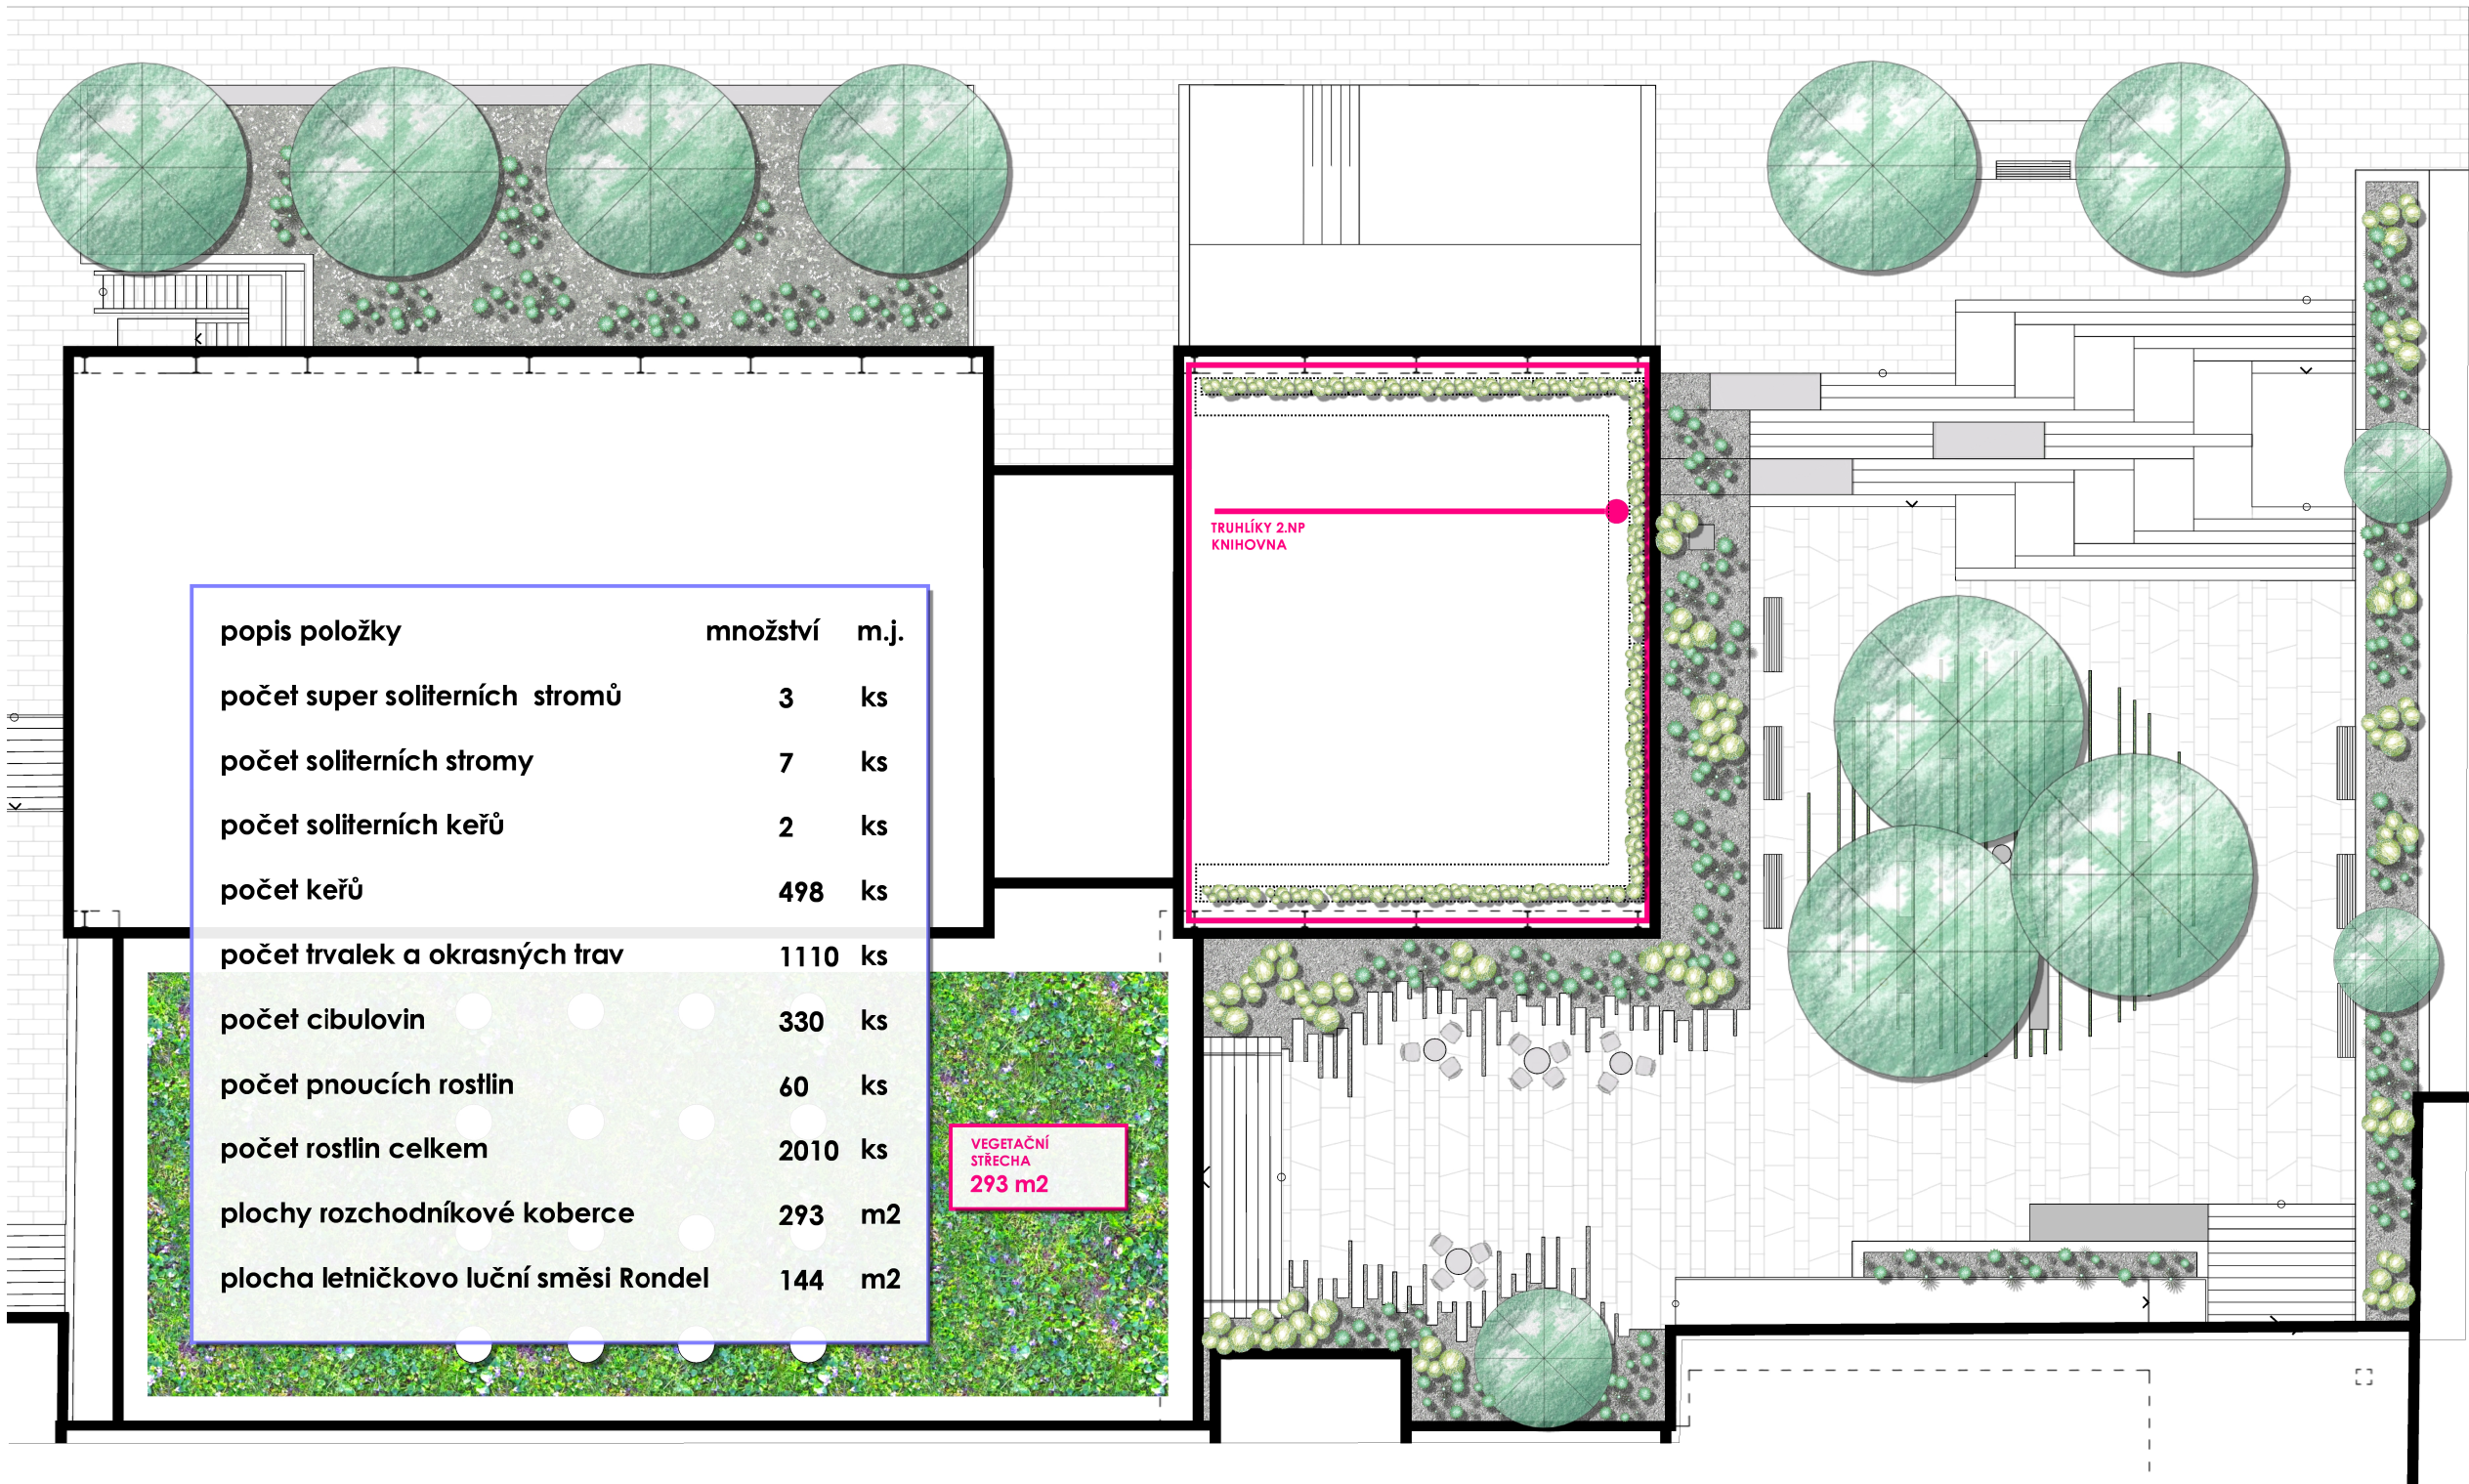 TRUHLÍKY 2.NP
KNIHOVNA
popis položky množství m.j.
počet super soliterních stromů 3 ks
počet soliterních stromy 7 ks
počet soliterních keřů 2 ks
počet keřů 498 ks
počet trvalek a okrasných trav 1110 ks
počet cibulovin 330 ks
počet pnoucích rostlin 60 ks
počet rostlin celkem 2010 ks
plochy rozchodníkové koberce 293 m2
plocha letničkovo luční směsi Rondel 144 m2
VEGETAČNÍ
STŘECHA
293 m2